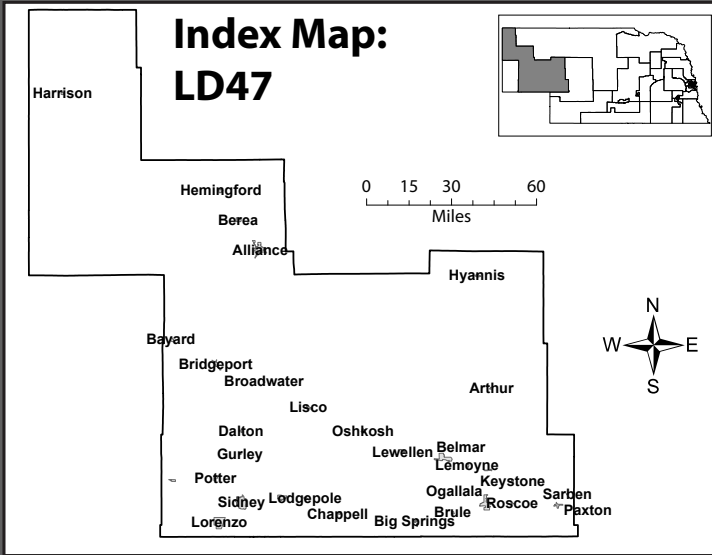 Index Map:
LD47
Harrison
Hemingford
Berea
Alliance
0 15 30 60
Miles
Hyannis
N
W E
S
Bayard
Bridgeport
Broadwater
Arthur
Lisco
Dalton
Oshkosh
Gurley
Lewellen
Belmar
Lemoyne
Potter
Keystone
Ogallala
Sarben
Sidney
Lodgepole
Roscoe
Paxton
Chappell
Brule
Lorenzo
Big Springs